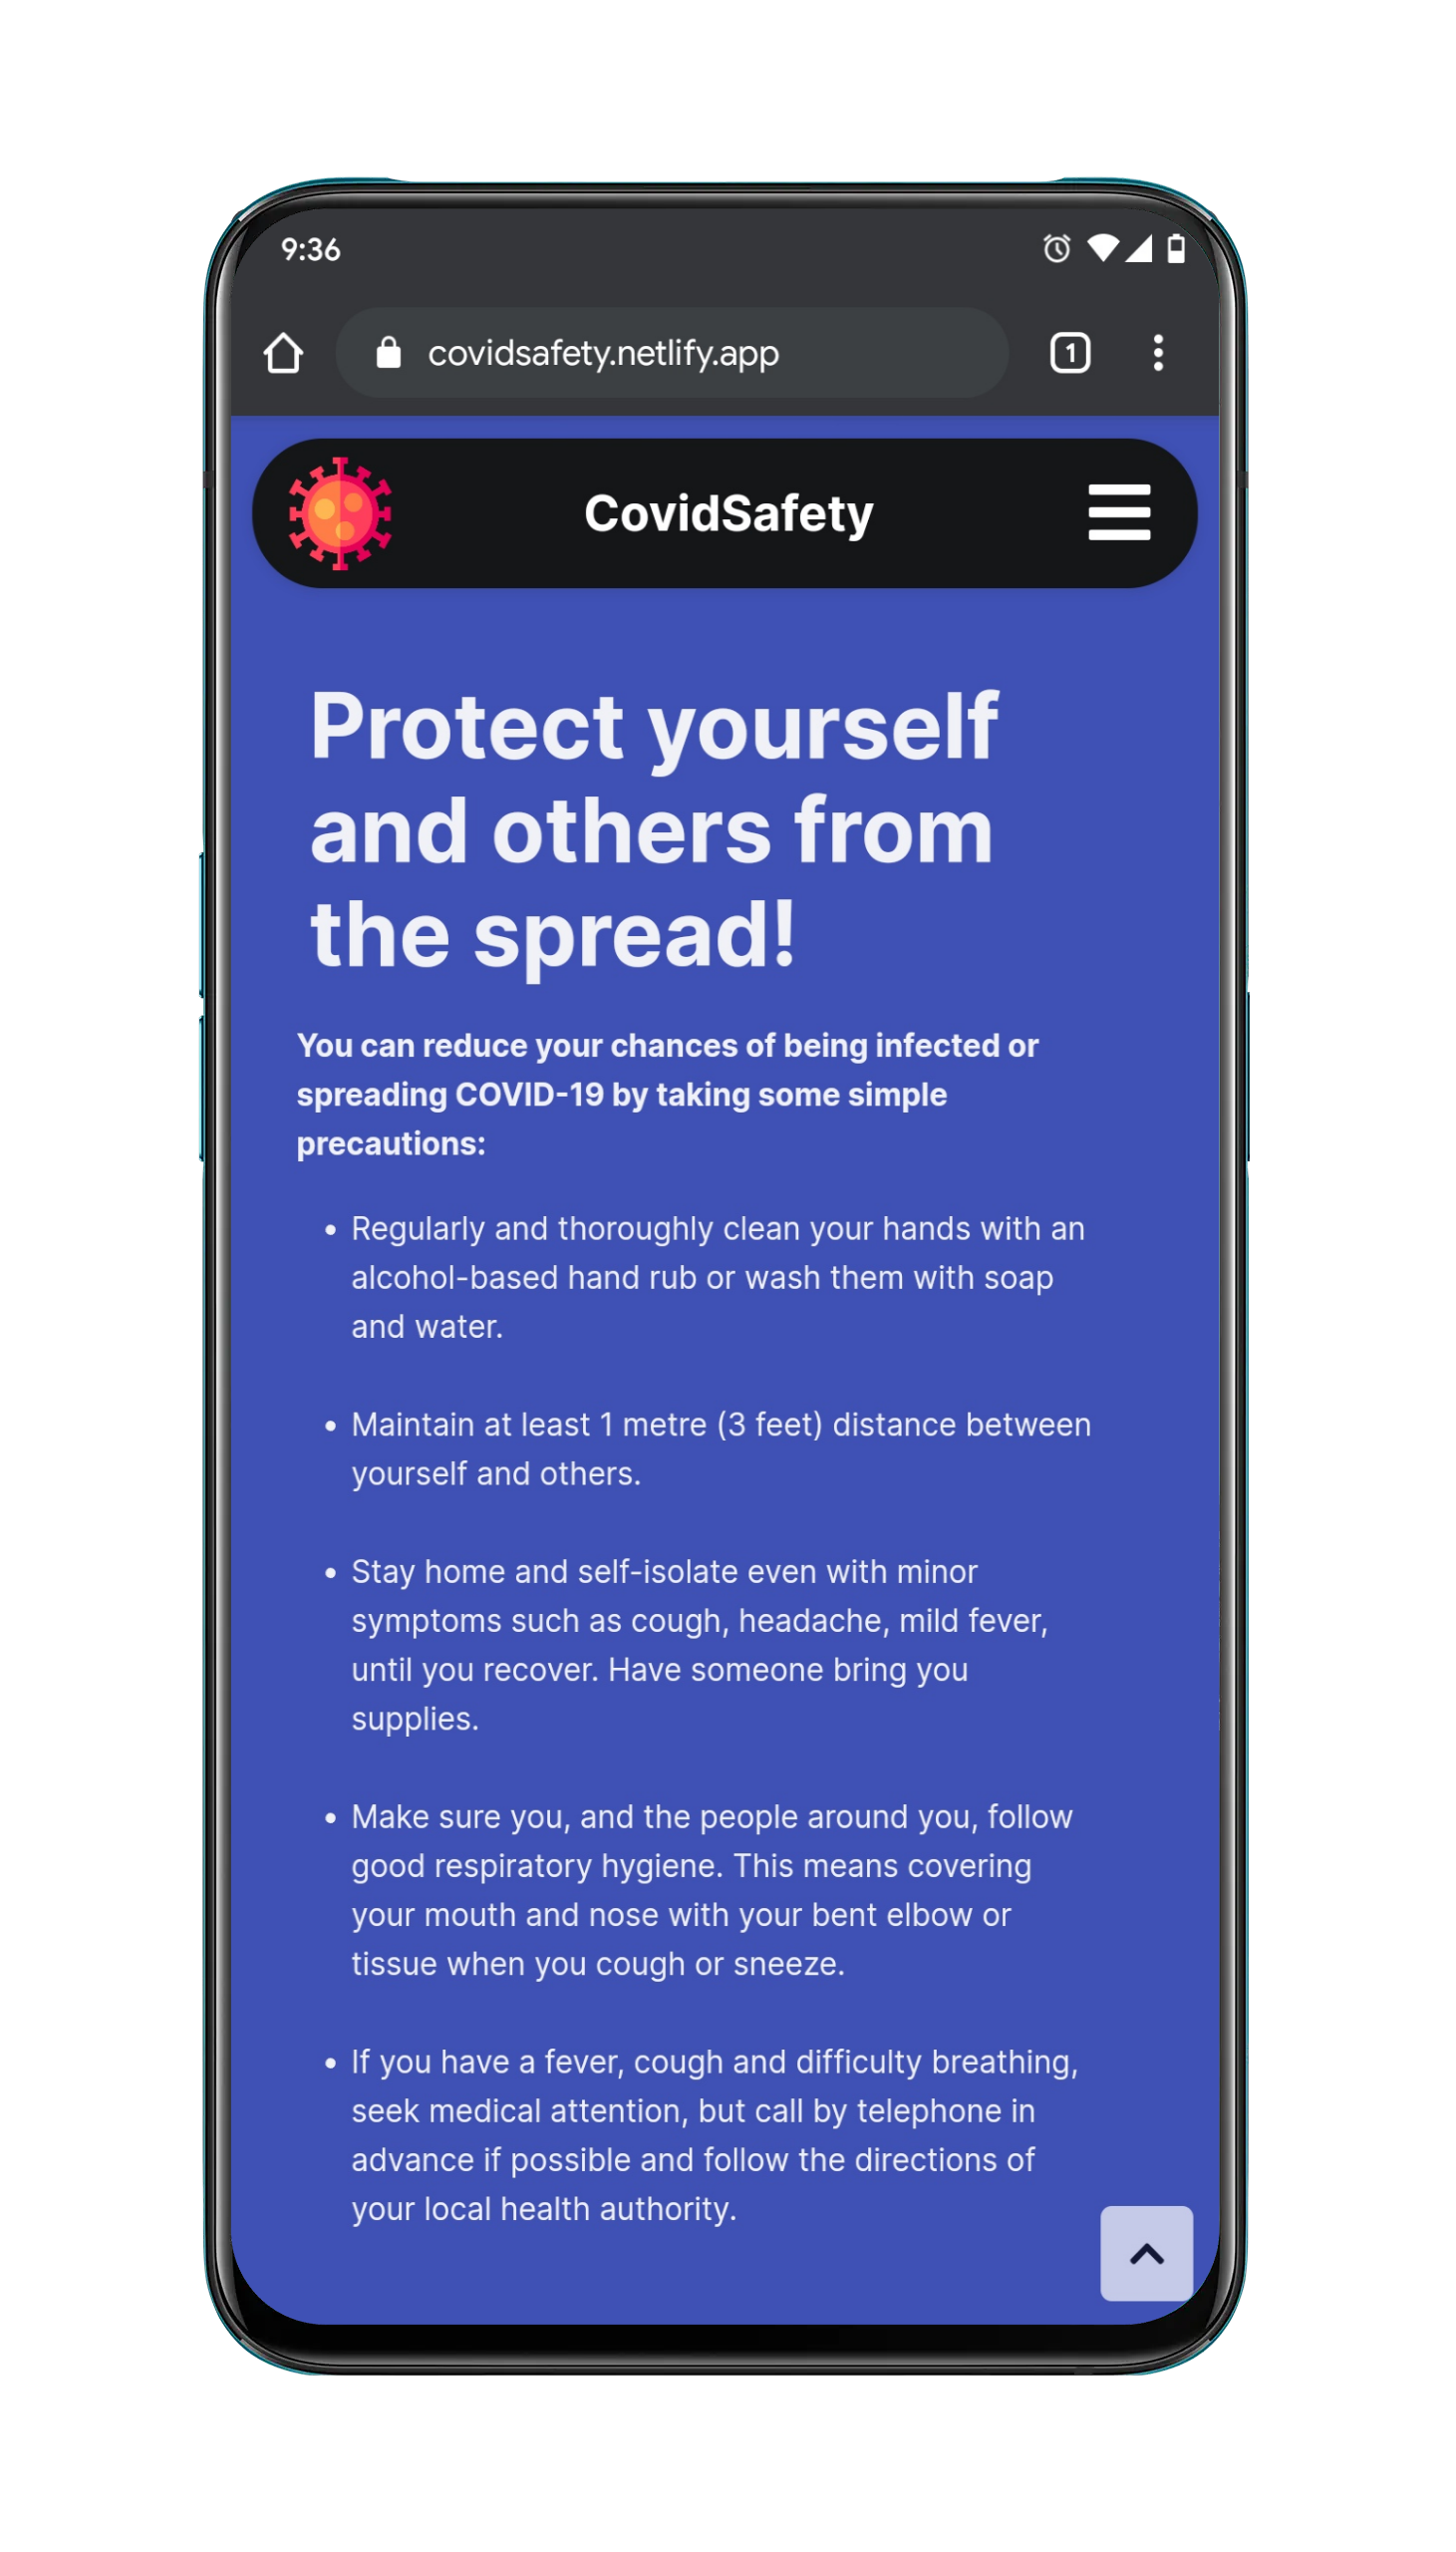 9:36
covidsafety.netlify.app
1
CovidSafety
Protect yourself
and others from
the spread!
You can reduce your chances of being infected or
spreading COVID-19 by taking some simple
precautions:
• Regularly and thoroughly clean your hands with an
alcohol-based hand rub or wash them with soap
and water.
• Maintain at least 1 metre (3 feet) distance between
yourself and others.
• Stay home and self-isolate even with minor
symptoms such as cough, headache, mild fever,
until you recover. Have someone bring you
supplies.
• Make sure you, and the people around you, follow
good respiratory hygiene. This means covering
your mouth and nose with your bent elbow or
tissue when you cough or sneeze.
• If you have a fever, cough and difficulty breathing,
seek medical attention, but call by telephone in
advance if possible and follow the directions of
your local health authority.